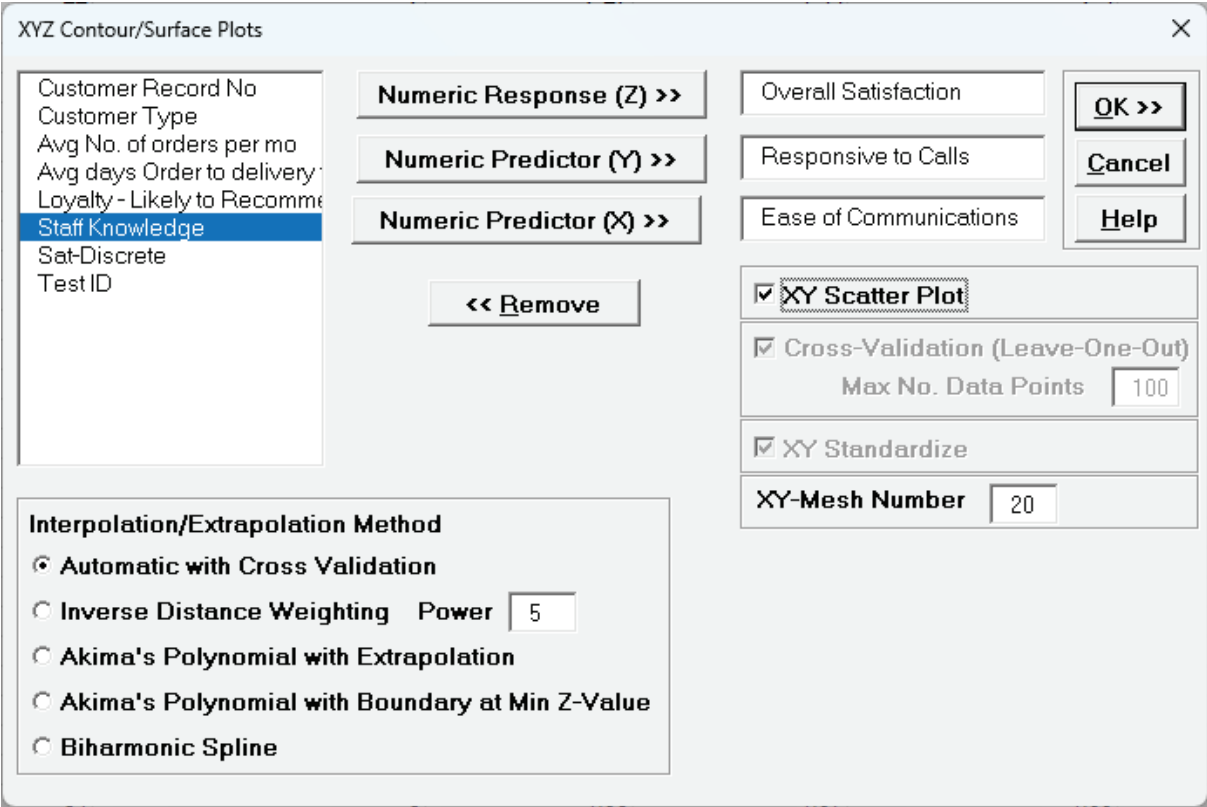 XYZ Contour/Surface Plots
Customer Record No
Customer Type
Avg No. of orders per mo
Avg days Order to delivery
Loyalty - Likely to Recomme
Staff Knowledge
Sat-Discrete
Test ID
Numeric Response (Z) >>
Numeric Predictor (Y) >>
Numeric Predictor (X) >>
<< Remove
Overall Satisfaction
Responsive to Calls
Ease of Communications
OK >>
Cancel
Help
XY Scatter Plot
Cross-Validation (Leave-One-Out)
Max No. Data Points 100
XY Standardize
XY-Mesh Number 20
Interpolation/Extrapolation Method
Automatic with Cross Validation
Inverse Distance Weighting Power 5
Akima's Polynomial with Extrapolation
Akima's Polynomial with Boundary at Min Z-Value
Biharmonic Spline